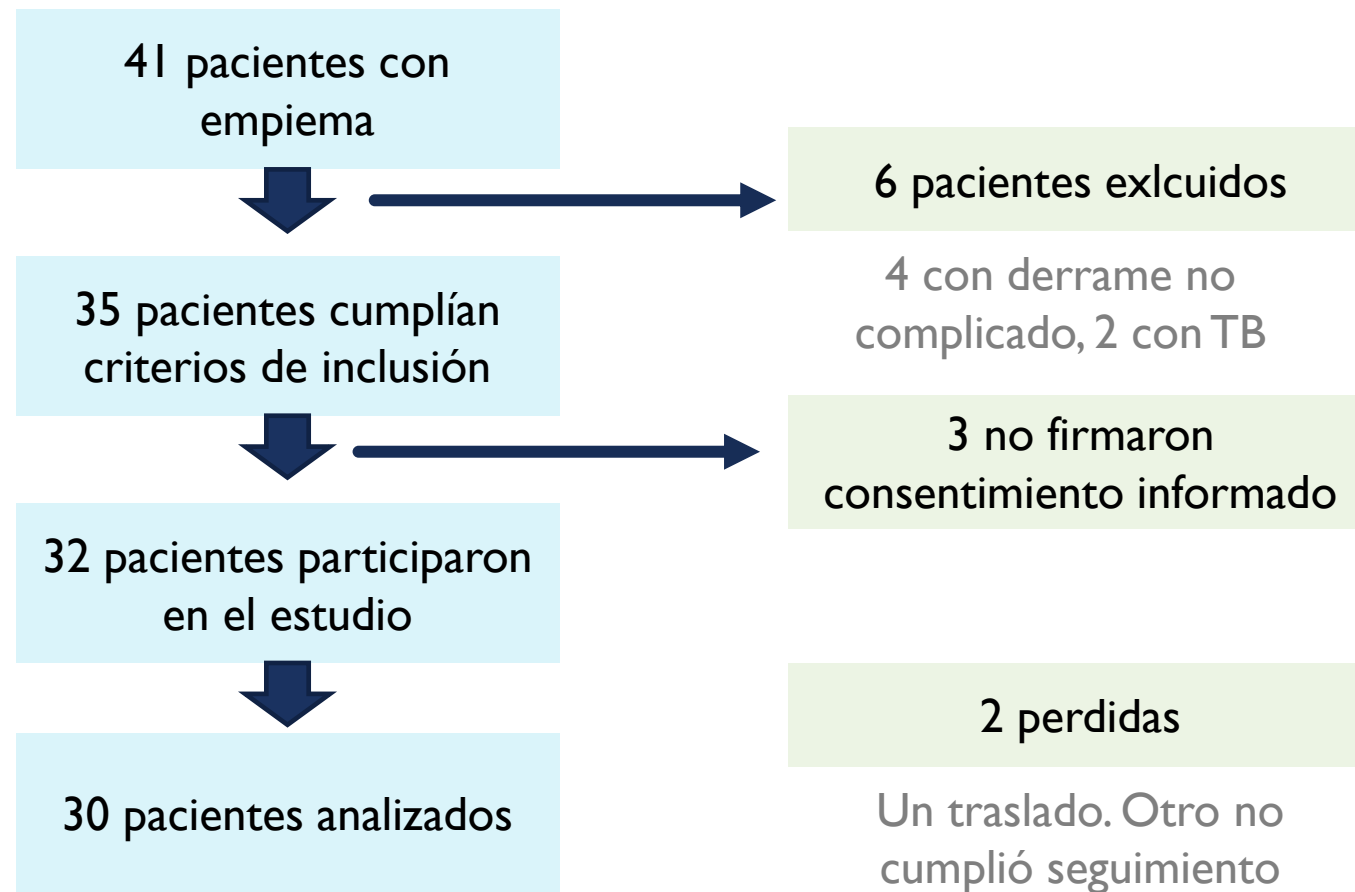 41 pacientes con
empiema
6 pacientes exlcuidos
4 con derrame no
complicado, 2 con TB
35 pacientes cumplían
criterios de inclusión
3 no firmaron
consentimiento informado
32 pacientes participaron
en el estudio
2 perdidas
Un traslado. Otro no
cumplió seguimiento
30 pacientes analizados